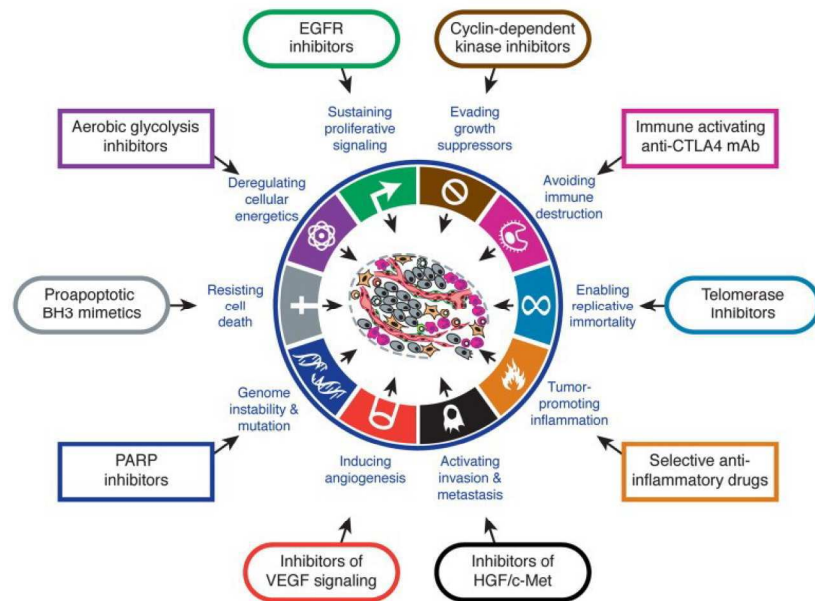 EGFR
inhibitors
Cyclin-dependent
kinase inhibitors
Sustaining
proliferative
signaling
Evading
growth
suppressors
Aerobic glycolysis
inhibitors
Immune activating
anti-CTLA4 mAb
Deregulating
cellular
energetics
Avoiding
immune
destruction
Proapoptotic
BH3 mimetics
Resisting
cell
death
Enabling
replicative
immortality
Telomerase
Inhibitors
Genome
instability &
mutation
Tumor-
promoting
inflammation
PARP
inhibitors
Inducing
angiogenesis
Activating
invasion &
metastasis
Selective anti-
inflammatory drugs
Inhibitors of
VEGF signaling
Inhibitors of
HGF/c-Met